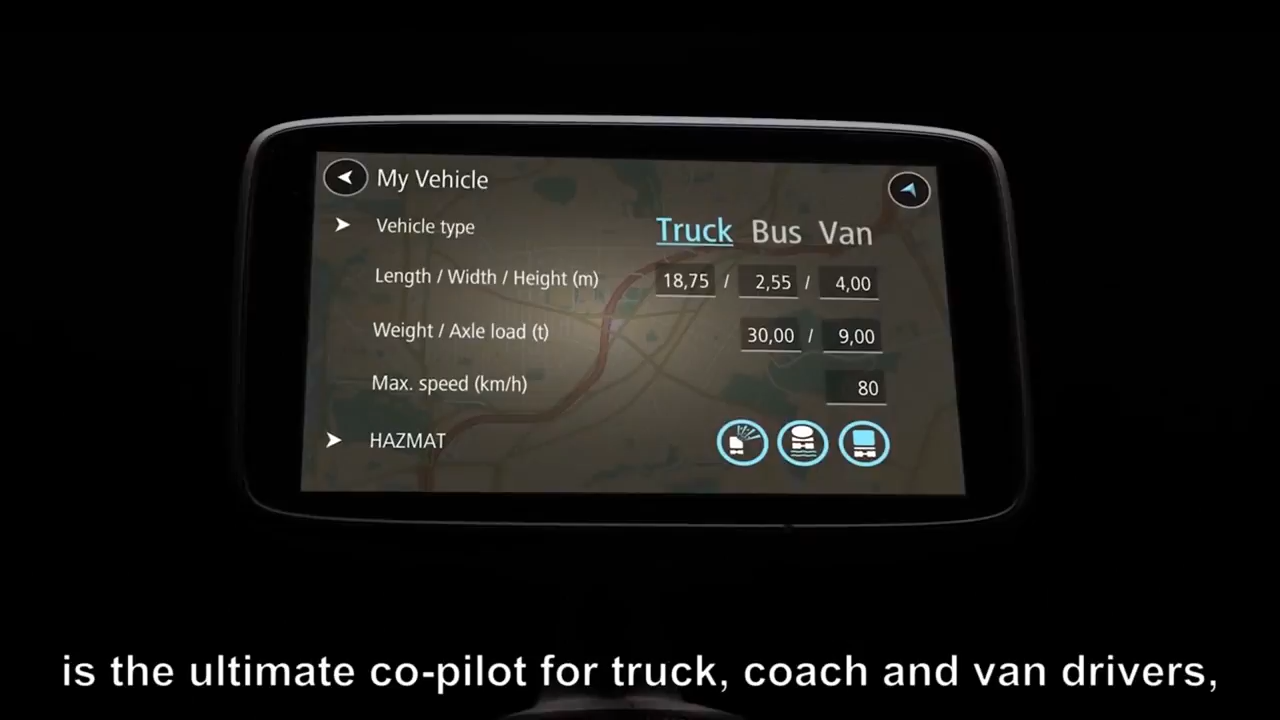 My Vehicle
Vehicle type Truck Bus Van
Length / Width / Height (m) 18,75 / 2,55 / 4,00
Weight / Axle load (t) 30,00 / 9,00
Max. speed (km/h) 80
HAZMAT
is the ultimate co-pilot for truck, coach and van drivers,